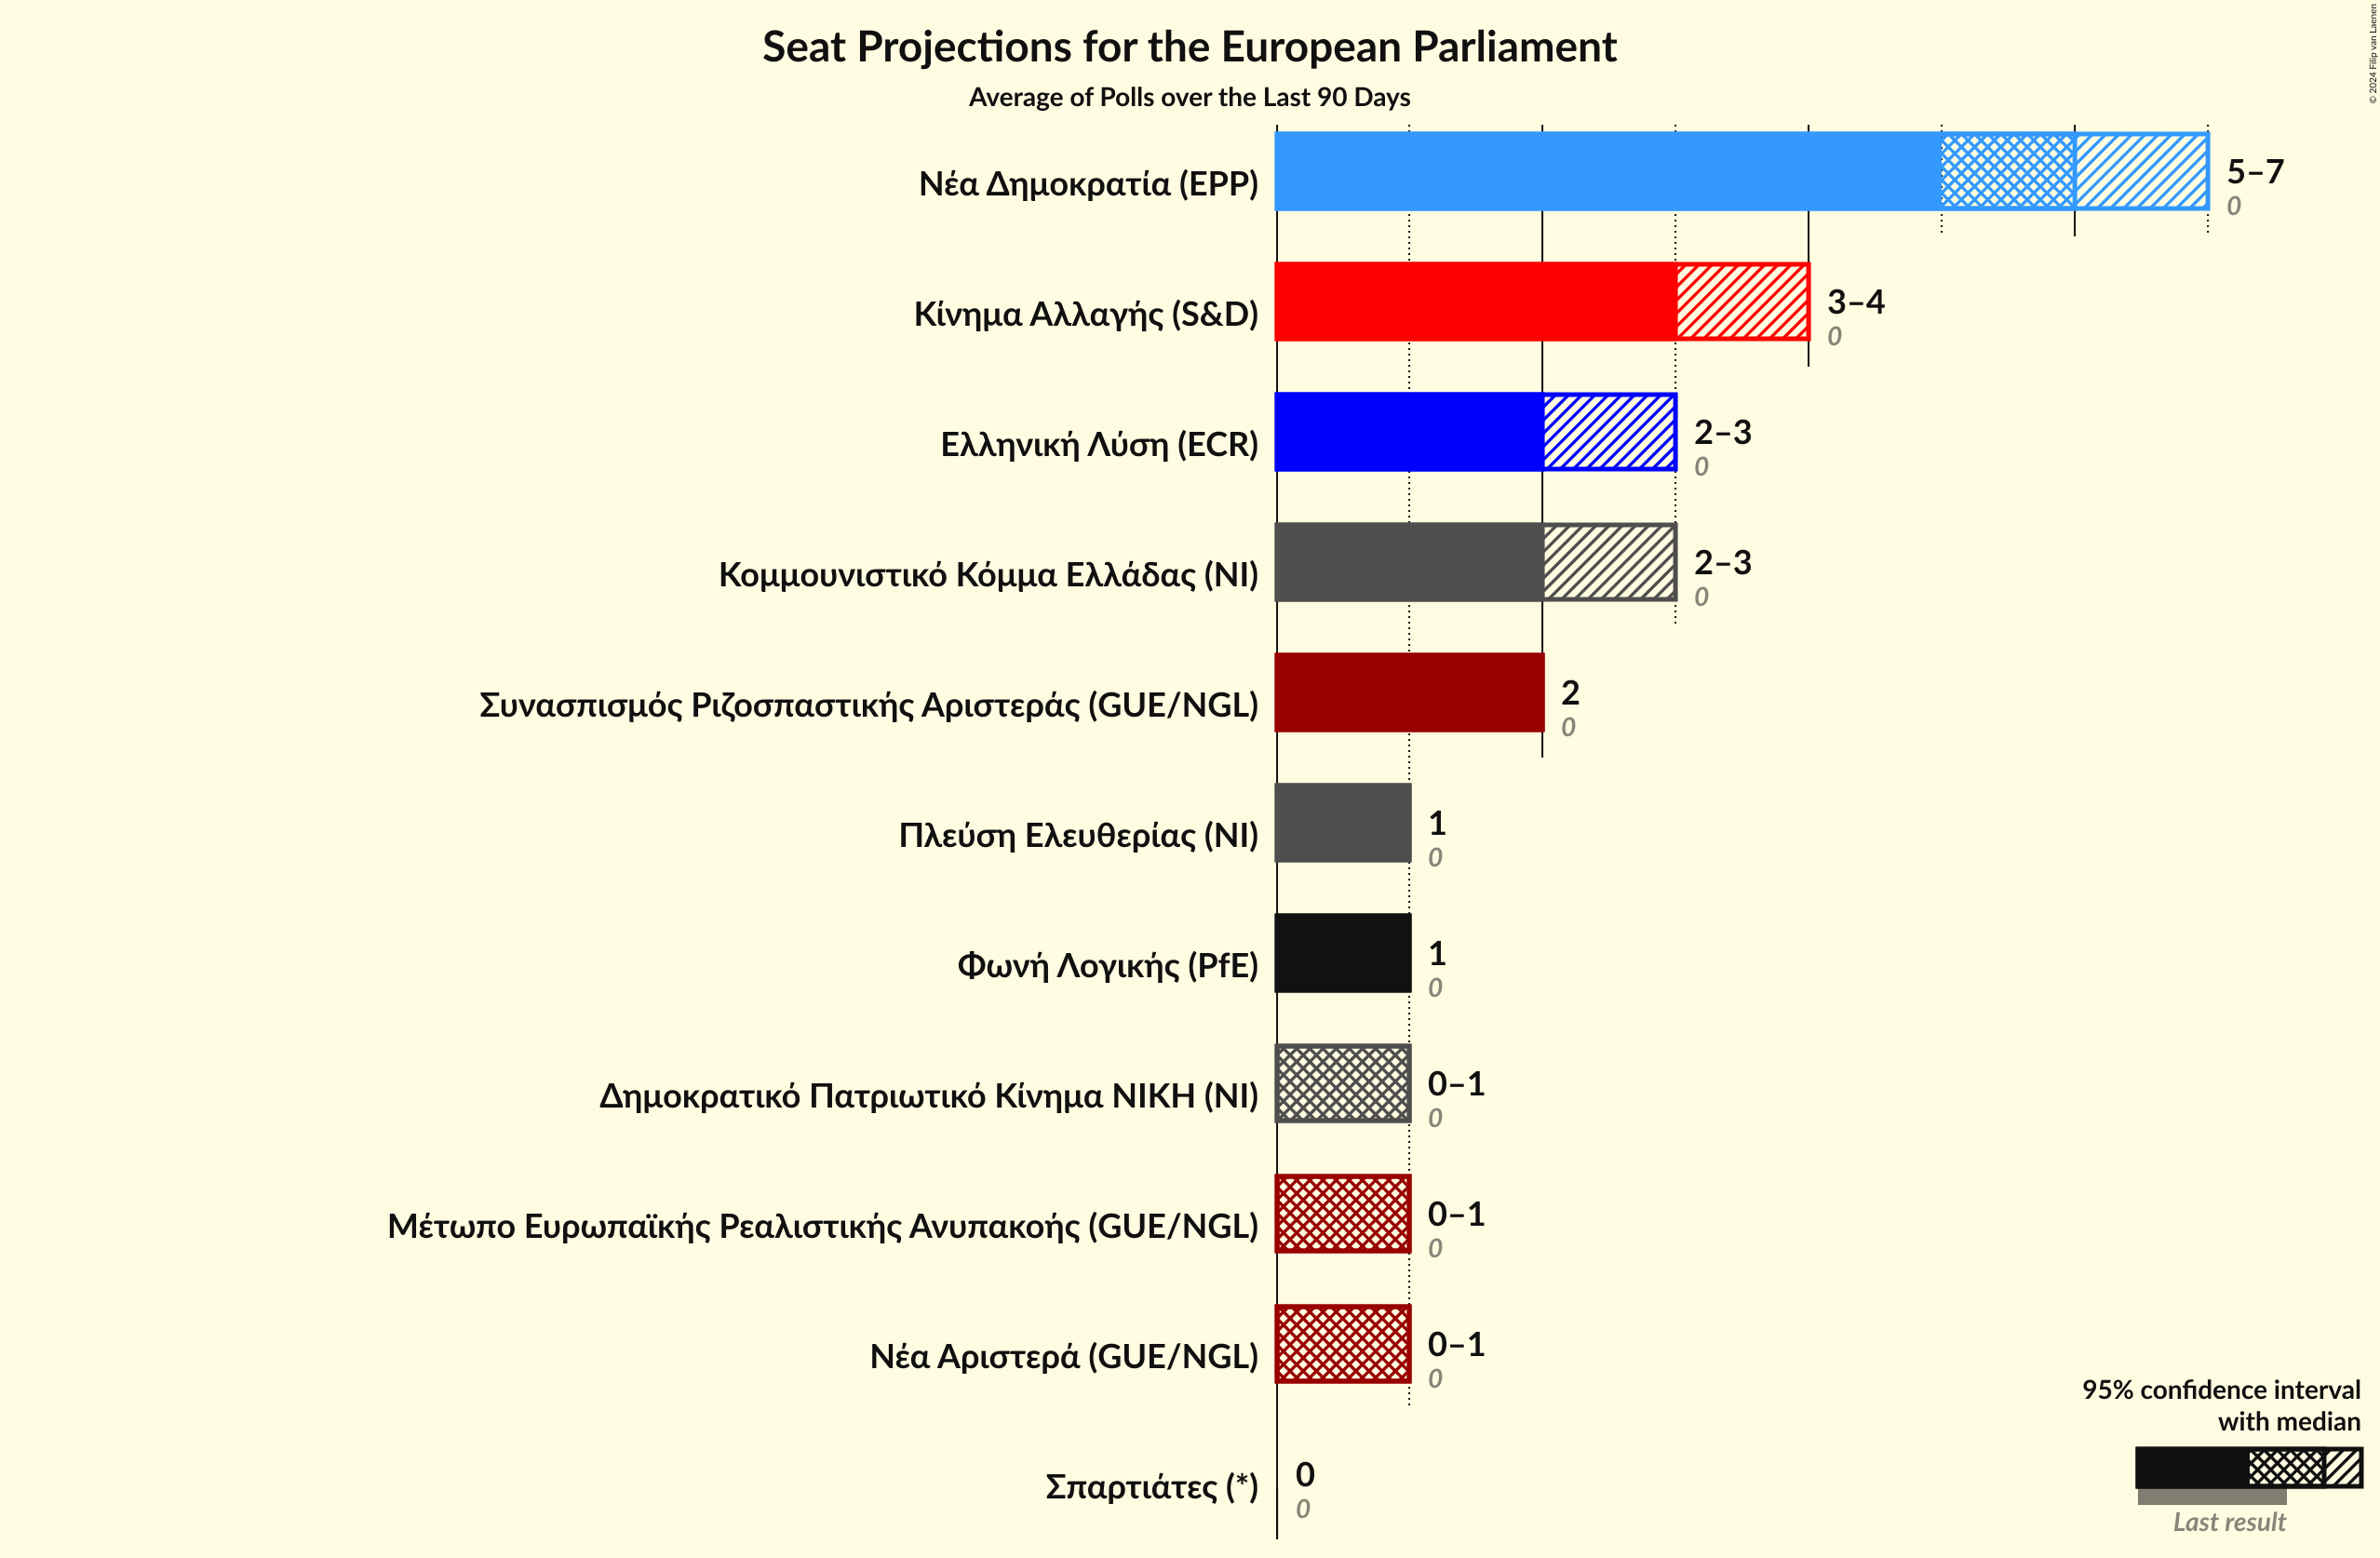 Seat Projections for the European Parliament
Average of Polls over the Last 90 Days
© 2024 Filip van Laenen
Νέα Δημοκρατία (EPP)
5–7
0
Κίνημα Αλλαγής (S&D)
3–4
0
Ελληνική Λύση (ECR)
2–3
0
Κομμουνιστικό Κόμμα Ελλάδας (NI)
2–3
0
Συνασπισμός Ριζοσπαστικής Αριστεράς (GUE/NGL)
2
0
Πλεύση Ελευθερίας (NI)
1
0
Φωνή Λογικής (PfE)
1
0
Δημοκρατικό Πατριωτικό Κίνημα ΝΙΚΗ (NI)
0–1
0
Μέτωπο Ευρωπαϊκής Ρεαλιστικής Ανυπακοής (GUE/NGL)
0–1
0
Νέα Αριστερά (GUE/NGL)
0–1
0
Σπαρτιάτες (*)
0
0
95% confidence interval
with median
Last result